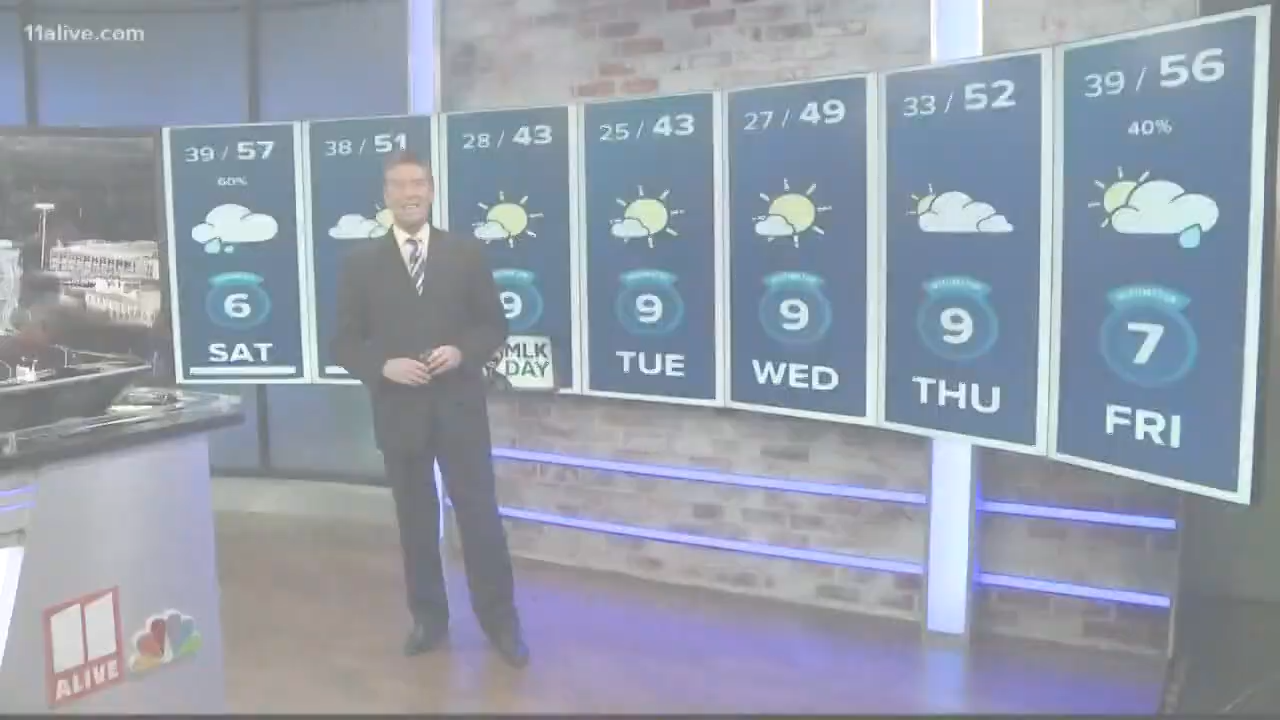 11alive.com
39 / 57
60%
6
SAT
38 / 51
28 / 43
9
MLK
DAY
25 / 43
9
TUE
27 / 49
9
WED
33 / 52
9
THU
39 / 56
40%
7
FRI
11
ALIVE